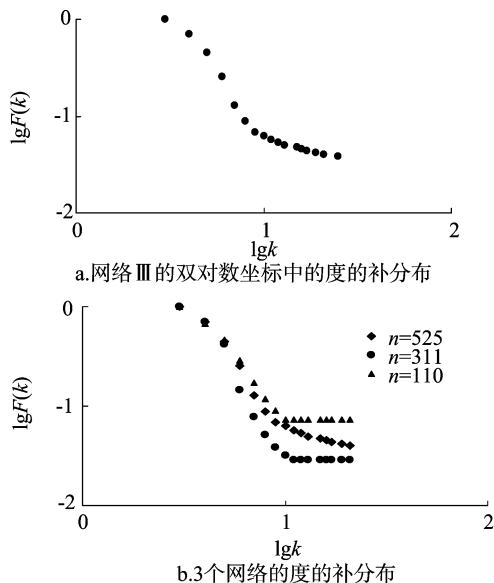 0
-1
-2
lgF(k)
0
1
2
lgk
a.网络Ⅲ的双对数坐标中的度的补分布
0
-1
-2
lgF(k)
n=525
n=311
n=110
0
1
2
lgk
b.3个网络的度的补分布